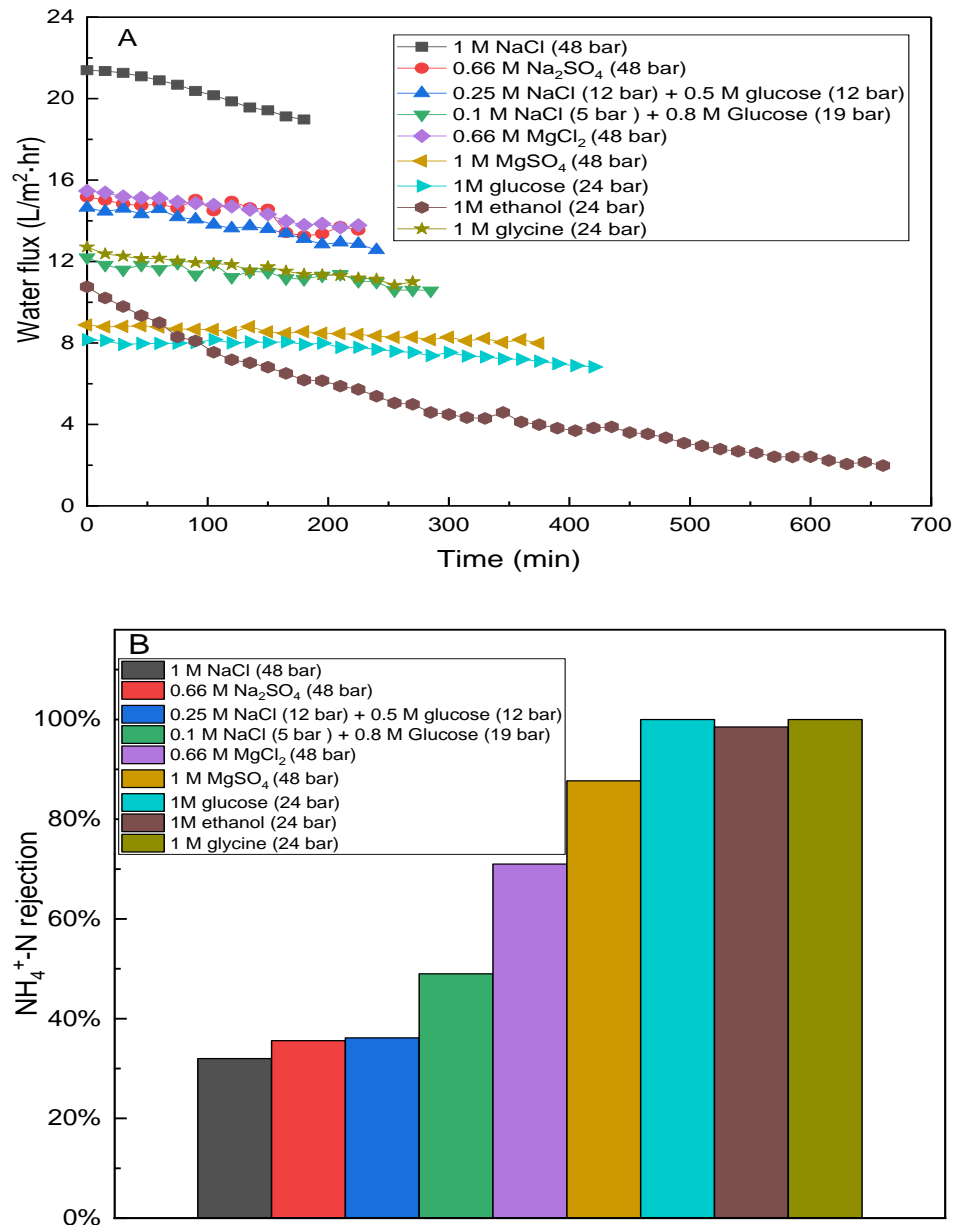 A
24
20
16
12
8
4
0
Water flux (L/m²·hr)
1 M NaCl (48 bar)
0.66 M Na₂SO₄ (48 bar)
0.25 M NaCl (12 bar) + 0.5 M glucose (12 bar)
0.1 M NaCl (5 bar ) + 0.8 M Glucose (19 bar)
0.66 M MgCl₂ (48 bar)
1 M MgSO₄ (48 bar)
1M glucose (24 bar)
1M ethanol (24 bar)
1 M glycine (24 bar)
0 100 200 300 400 500 600 700
Time (min)
B
1 M NaCl (48 bar)
0.66 M Na₂SO₄ (48 bar)
0.25 M NaCl (12 bar) + 0.5 M glucose (12 bar)
0.1 M NaCl (5 bar ) + 0.8 M Glucose (19 bar)
0.66 M MgCl₂ (48 bar)
1 M MgSO₄ (48 bar)
1M glucose (24 bar)
1M ethanol (24 bar)
1 M glycine (24 bar)
100%
80%
60%
40%
20%
0%
NH₄⁺-N rejection